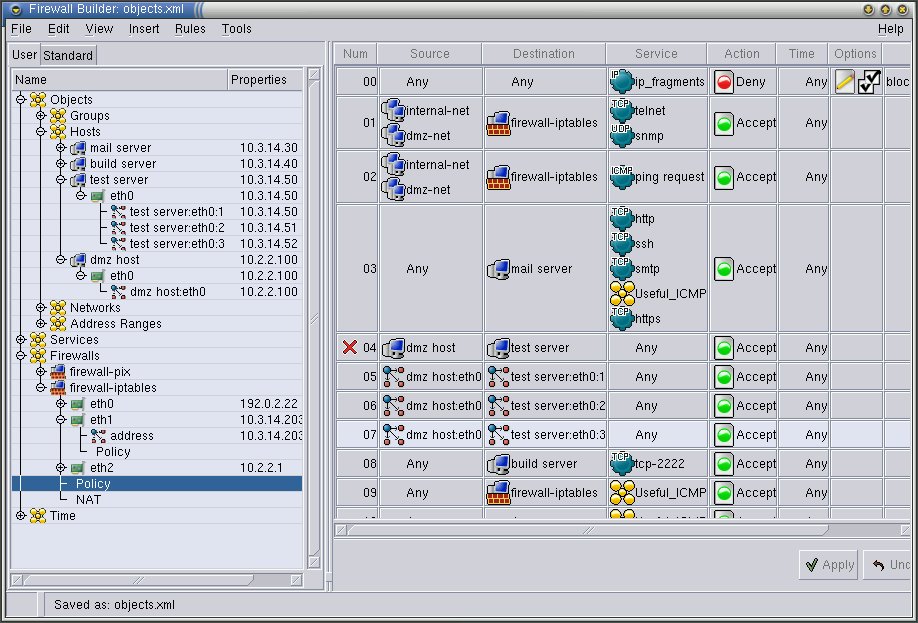 Firewall Builder: objects.xml
File Edit View Insert Rules Tools Help
User Standard
Name Properties
Objects
Groups
Hosts
mail server 10.3.14.30
build server 10.3.14.40
test server 10.3.14.50
eth0 10.3.14.50
test server:eth0:1 10.3.14.50
test server:eth0:2 10.3.14.51
test server:eth0:3 10.3.14.52
dmz host 10.2.2.100
eth0 10.2.2.100
dmz host:eth0 10.2.2.100
Networks
Address Ranges
Services
Firewalls
firewall-pix
firewall-iptables
eth0 192.0.2.22
eth1 10.3.14.203
address 10.3.14.203
Policy
eth2 10.2.2.1
Policy
NAT
Time
Num Source Destination Service Action Time Options
00 Any Any IP ip_fragments Deny Any bloc
01 internal-net dmz-net firewall-iptables TCP telnet UDP snmp Accept Any
02 internal-net dmz-net firewall-iptables ICMP ping request Accept Any
03 Any mail server TCP http TCP ssh TCP smtp Useful_ICMP TCP https Accept Any
04 dmz host test server Any Accept Any
05 dmz host:eth0 test server:eth0:1 Any Accept Any
06 dmz host:eth0 test server:eth0:2 Any Accept Any
07 dmz host:eth0 test server:eth0:3 Any Accept Any
08 Any build server TCP tcp-2222 Accept Any
09 Any firewall-iptables Useful_ICMP Accept Any
Apply Und
Saved as: objects.xml